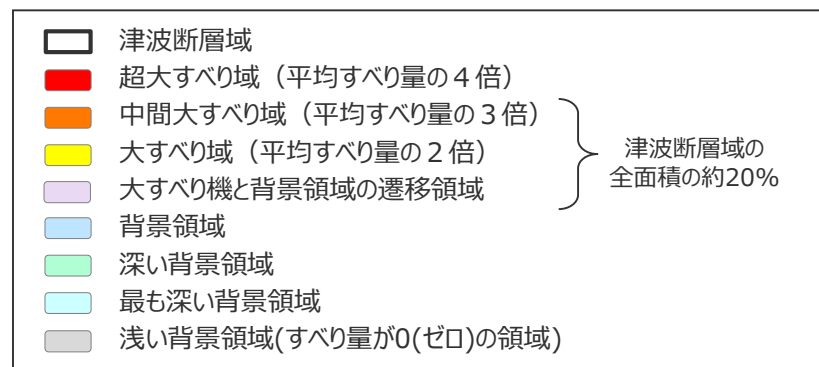 津波断層域
超大すべり域（平均すべり量の４倍）
中間大すべり域（平均すべり量の３倍）
大すべり域（平均すべり量の２倍）
大すべり機と背景領域の遷移領域
津波断層域の
全面積の約20%
背景領域
深い背景領域
最も深い背景領域
浅い背景領域(すべり量が0(ゼロ)の領域)